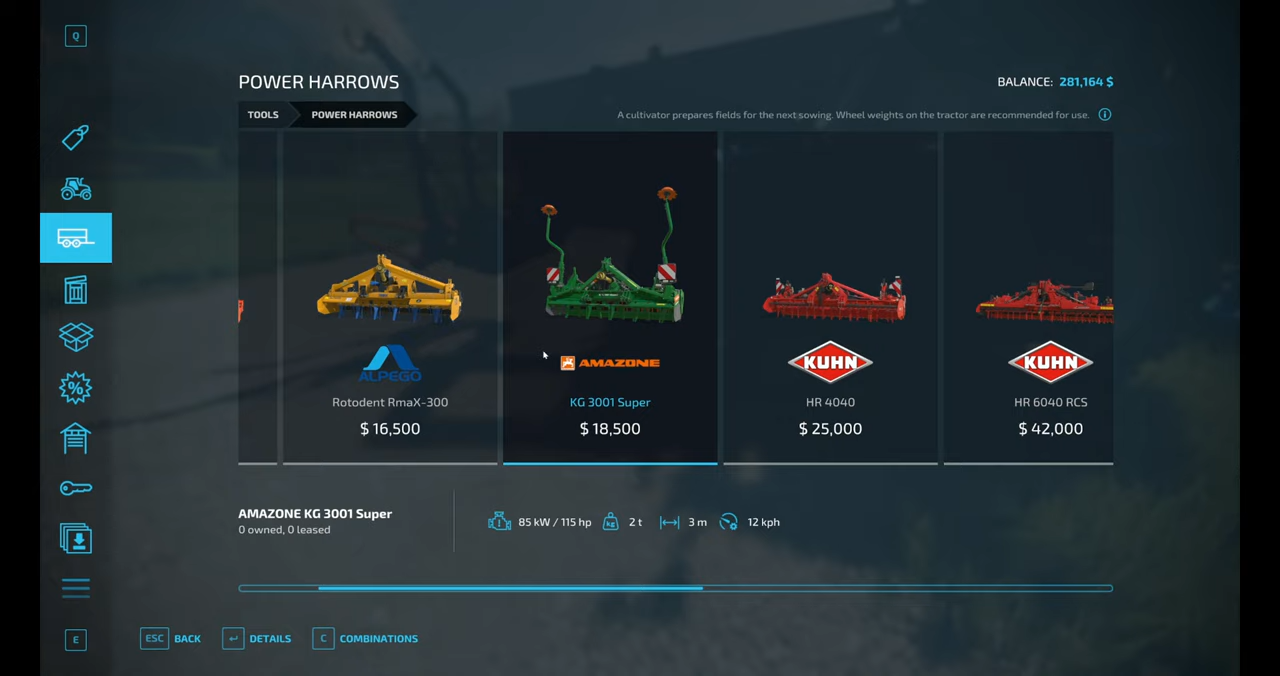 Q
POWER HARROWS
BALANCE: 281,164 $
TOOLS
POWER HARROWS
A cultivator prepares fields for the next sowing. Wheel weights on the tractor are recommended for use.
ALPEGO
Rotodent RmaX-300
$ 16,500
AMAZONE
KG 3001 Super
$ 18,500
KUHN
HR 4040
$ 25,000
KUHN
HR 6040 RCS
$ 42,000
AMAZONE KG 3001 Super
0 owned, 0 leased
85 kW / 115 hp
2 t
3 m
12 kph
E
ESC BACK
DETAILS
C COMBINATIONS